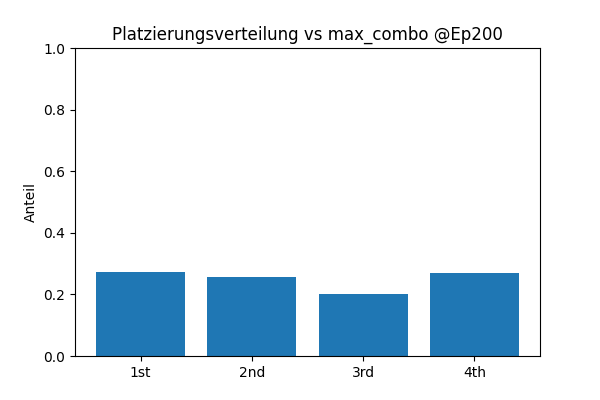 Platzierungsverteilung vs max_combo @Ep200
1.0
0.8
0.6
0.4
0.2
0.0
Anteil
1st
2nd
3rd
4th